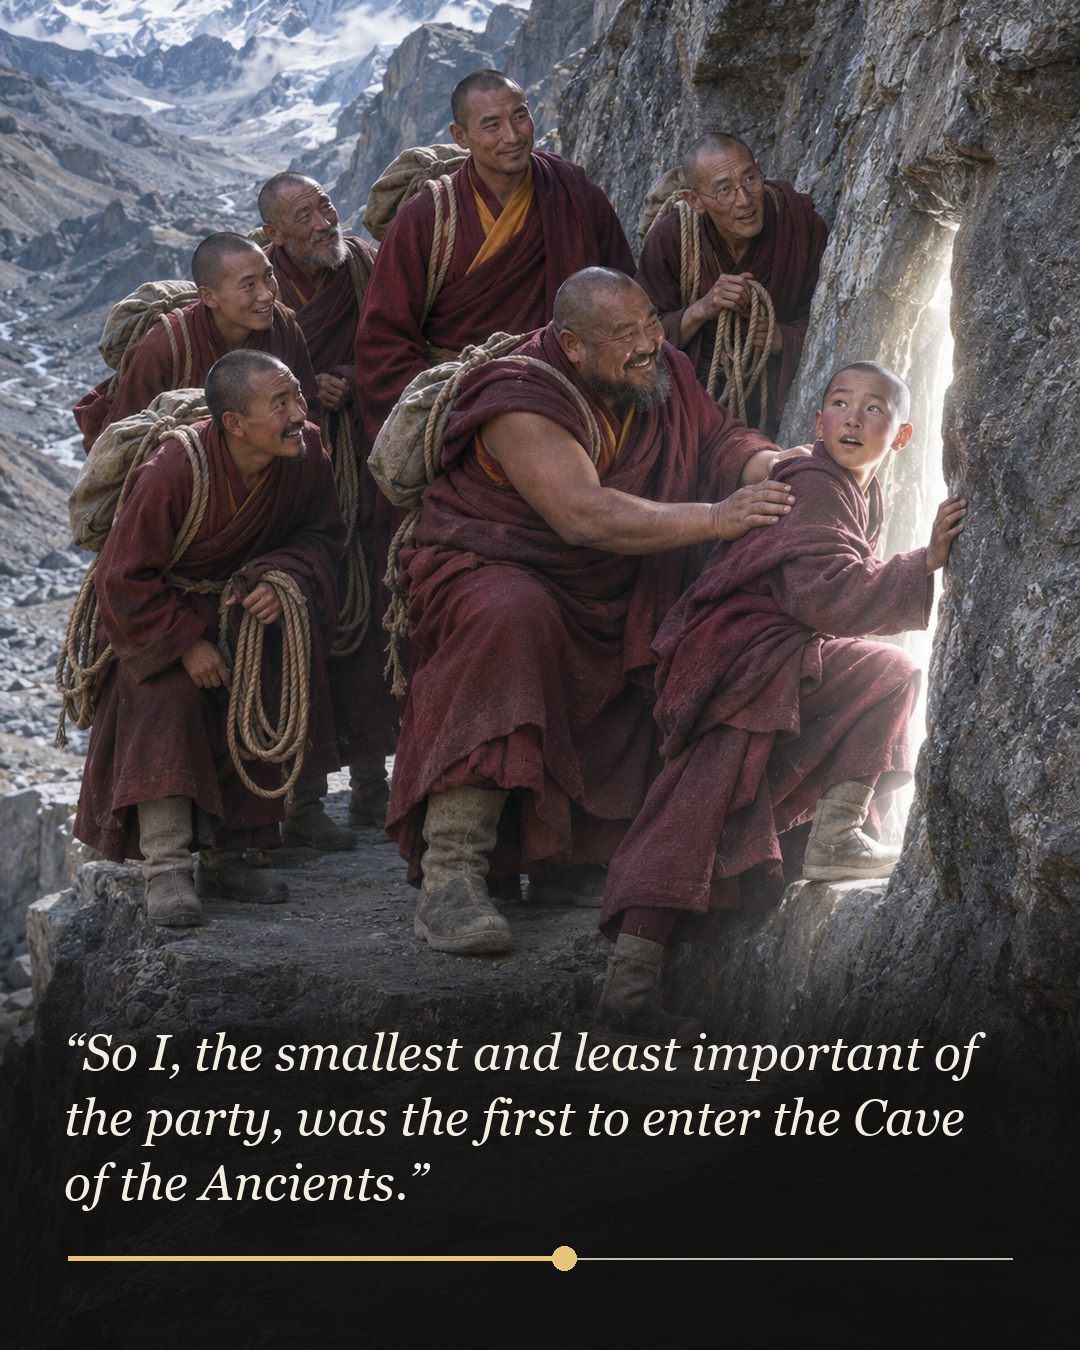 “So I, the smallest and least important of
the party, was the first to enter the Cave
of the Ancients.”